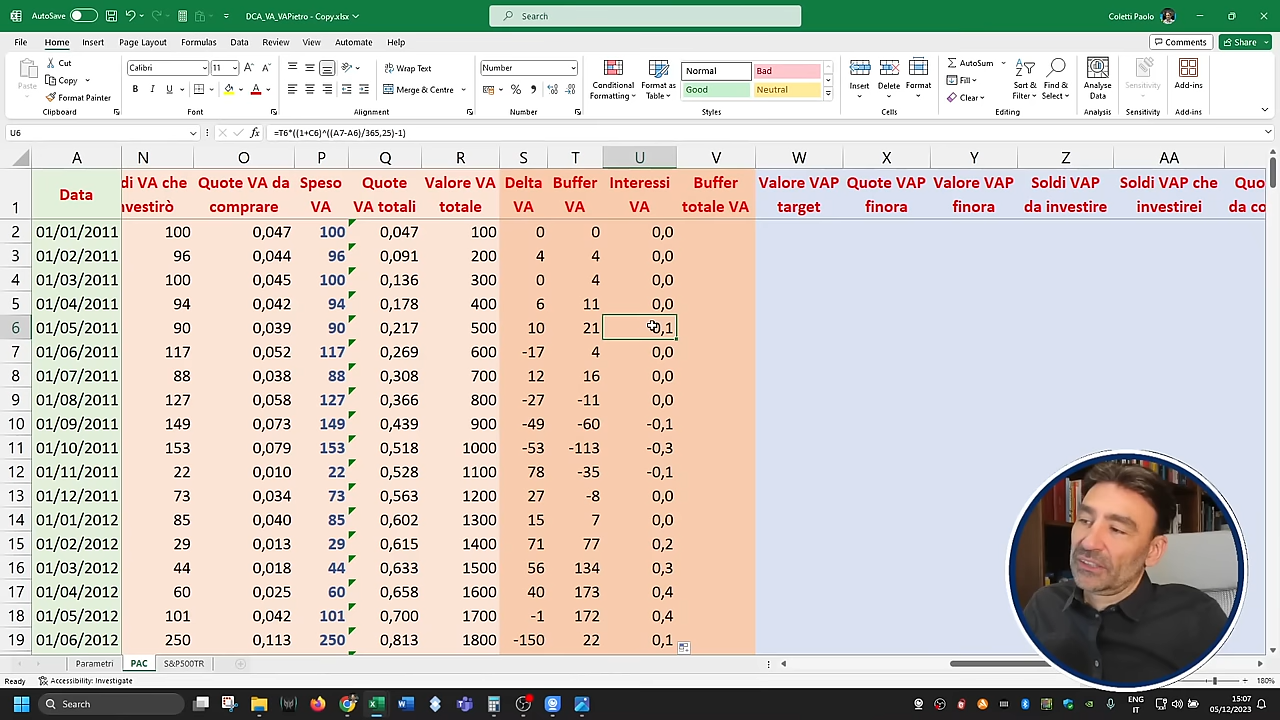 AutoSave
DCA_VA_VAPietro - Copy.xlsx
Search
Coletti Paolo
File Home Insert Page Layout Formulas Data Review View Automate Help
Comments
Share
Paste
Cut
Copy
Format Painter
Clipboard
Calibri 11
Font
Wrap Text
Merge & Centre
Alignment
Number
Number
Conditional Formatting
Format as Table
Normal Bad
Good Neutral
Styles
Insert Delete Format
Cells
AutoSum
Fill
Clear
Sort & Filter
Find & Select
Editing
Analyse Data
Sensitivity
Sensitivity
Add-ins
Add-ins
U6 =T6*((1+C6)^((A7-A6)/365,25)-1)
A N O P Q R S T U V W X Y Z AA
1 Data di VA che investirò Quote VA da comprare Speso VA Quote VA totali Valore VA totale Delta VA Buffer VA Interessi VA Buffer totale VA Valore VAP target Quote VAP finora Valore VAP finora Soldi VAP da investire Soldi VAP che investirei Quo da co
2 01/01/2011 100 0,047 100 0,047 100 0 0 0,0
3 01/02/2011 96 0,044 96 0,091 200 4 4 0,0
4 01/03/2011 100 0,045 100 0,136 300 0 4 0,0
5 01/04/2011 94 0,042 94 0,178 400 6 11 0,0
6 01/05/2011 90 0,039 90 0,217 500 10 21 0,1
7 01/06/2011 117 0,052 117 0,269 600 -17 4 0,0
8 01/07/2011 88 0,038 88 0,308 700 12 16 0,0
9 01/08/2011 127 0,058 127 0,366 800 -27 -11 0,0
10 01/09/2011 149 0,073 149 0,439 900 -49 -60 -0,1
11 01/10/2011 153 0,079 153 0,518 1000 -53 -113 -0,3
12 01/11/2011 22 0,010 22 0,528 1100 78 -35 -0,1
13 01/12/2011 73 0,034 73 0,563 1200 27 -8 0,0
14 01/01/2012 85 0,040 85 0,602 1300 15 7 0,0
15 01/02/2012 29 0,013 29 0,615 1400 71 77 0,2
16 01/03/2012 44 0,018 44 0,633 1500 56 134 0,3
17 01/04/2012 60 0,025 60 0,658 1600 40 173 0,4
18 01/05/2012 101 0,042 101 0,700 1700 -1 172 0,4
19 01/06/2012 250 0,113 250 0,813 1800 -150 22 0,1
Parametri PAC S&P500TR
Ready
Accessibility: Investigate
180%
Search
ENG
IT
15:07
05/12/2023